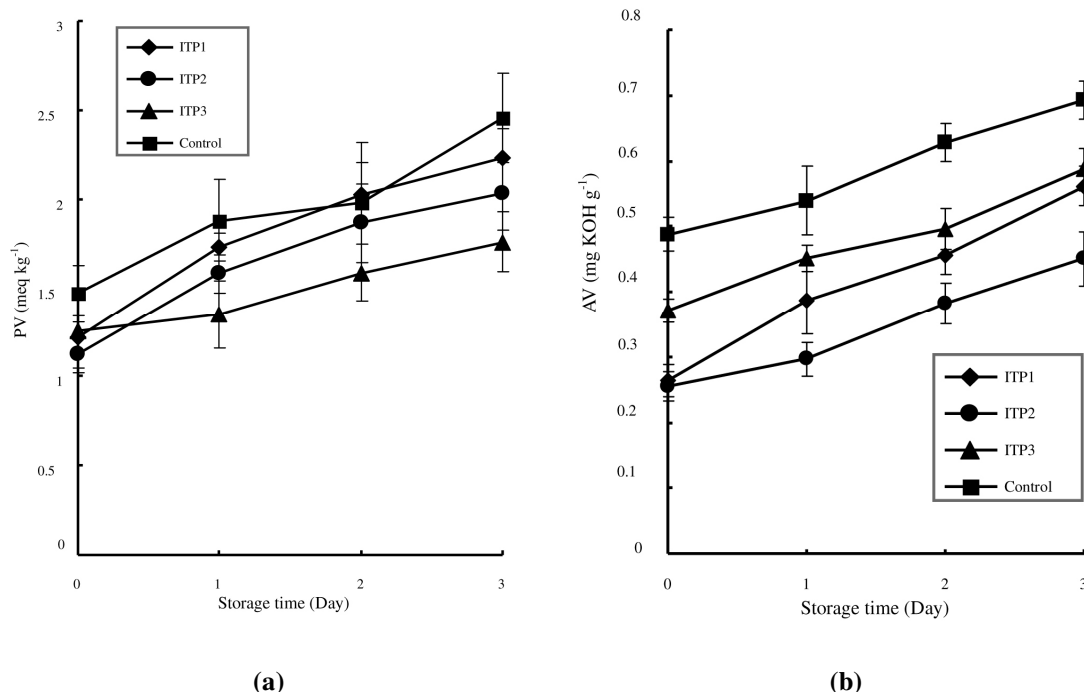 3
2.5
2
1.5
1
0.5
0
PV (meq kg-1)
ITP1
ITP2
ITP3
Control
0 1 2 3
Storage time (Day)
(a)
0.8
0.7
0.6
0.5
0.4
0.3
0.2
0.1
0
AV (mg KOH g-1)
ITP1
ITP2
ITP3
Control
0 1 2 3
Storage time (Day)
(b)